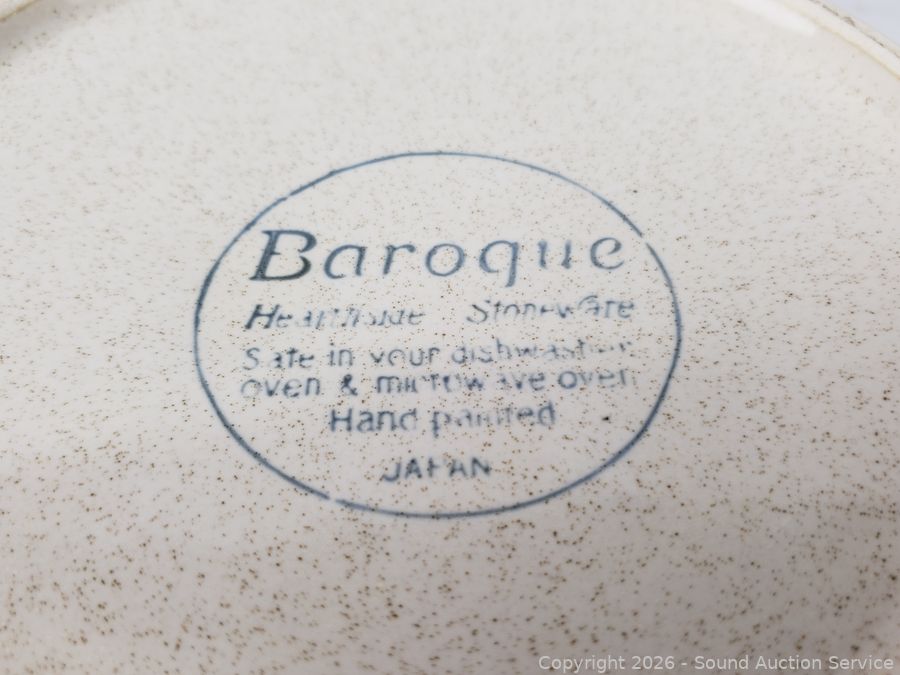 Baroque
Hearthside Stoneware
Safe in your dishwasher
oven & microwave oven
Hand painted
JAPAN
Copyright 2026 - Sound Auction Service